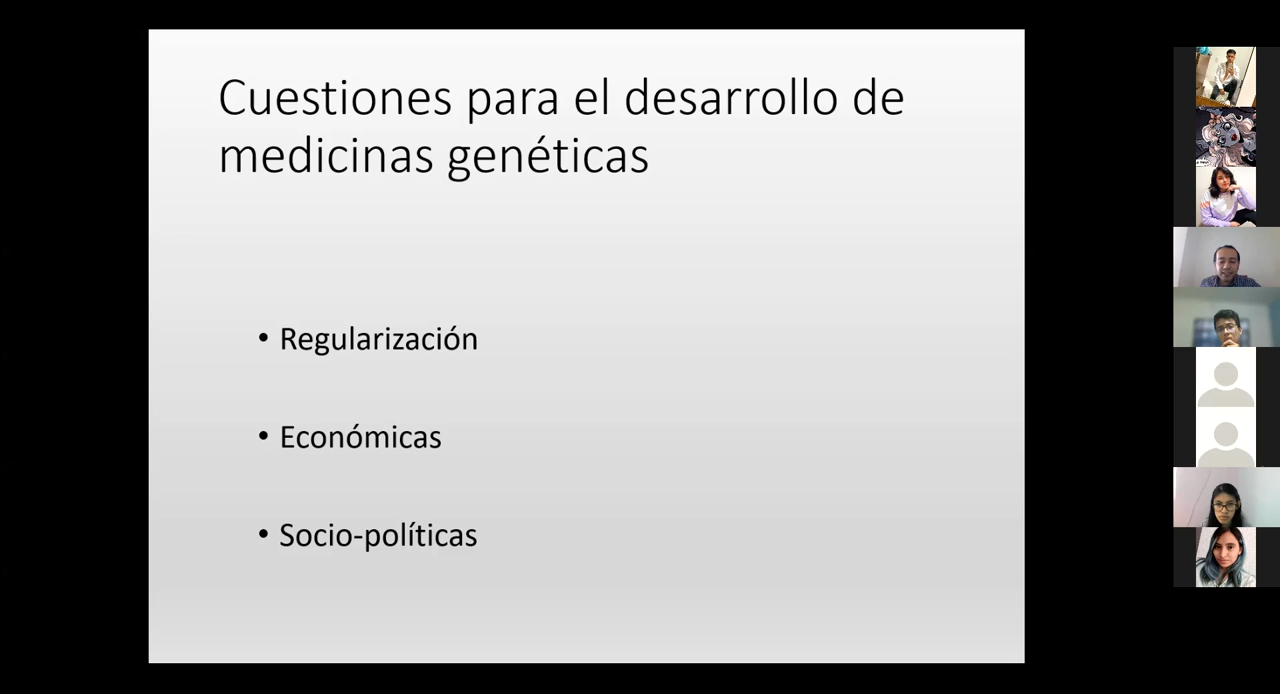 Cuestiones para el desarrollo de
medicinas genéticas
• Regularización
• Económicas
• Socio-políticas